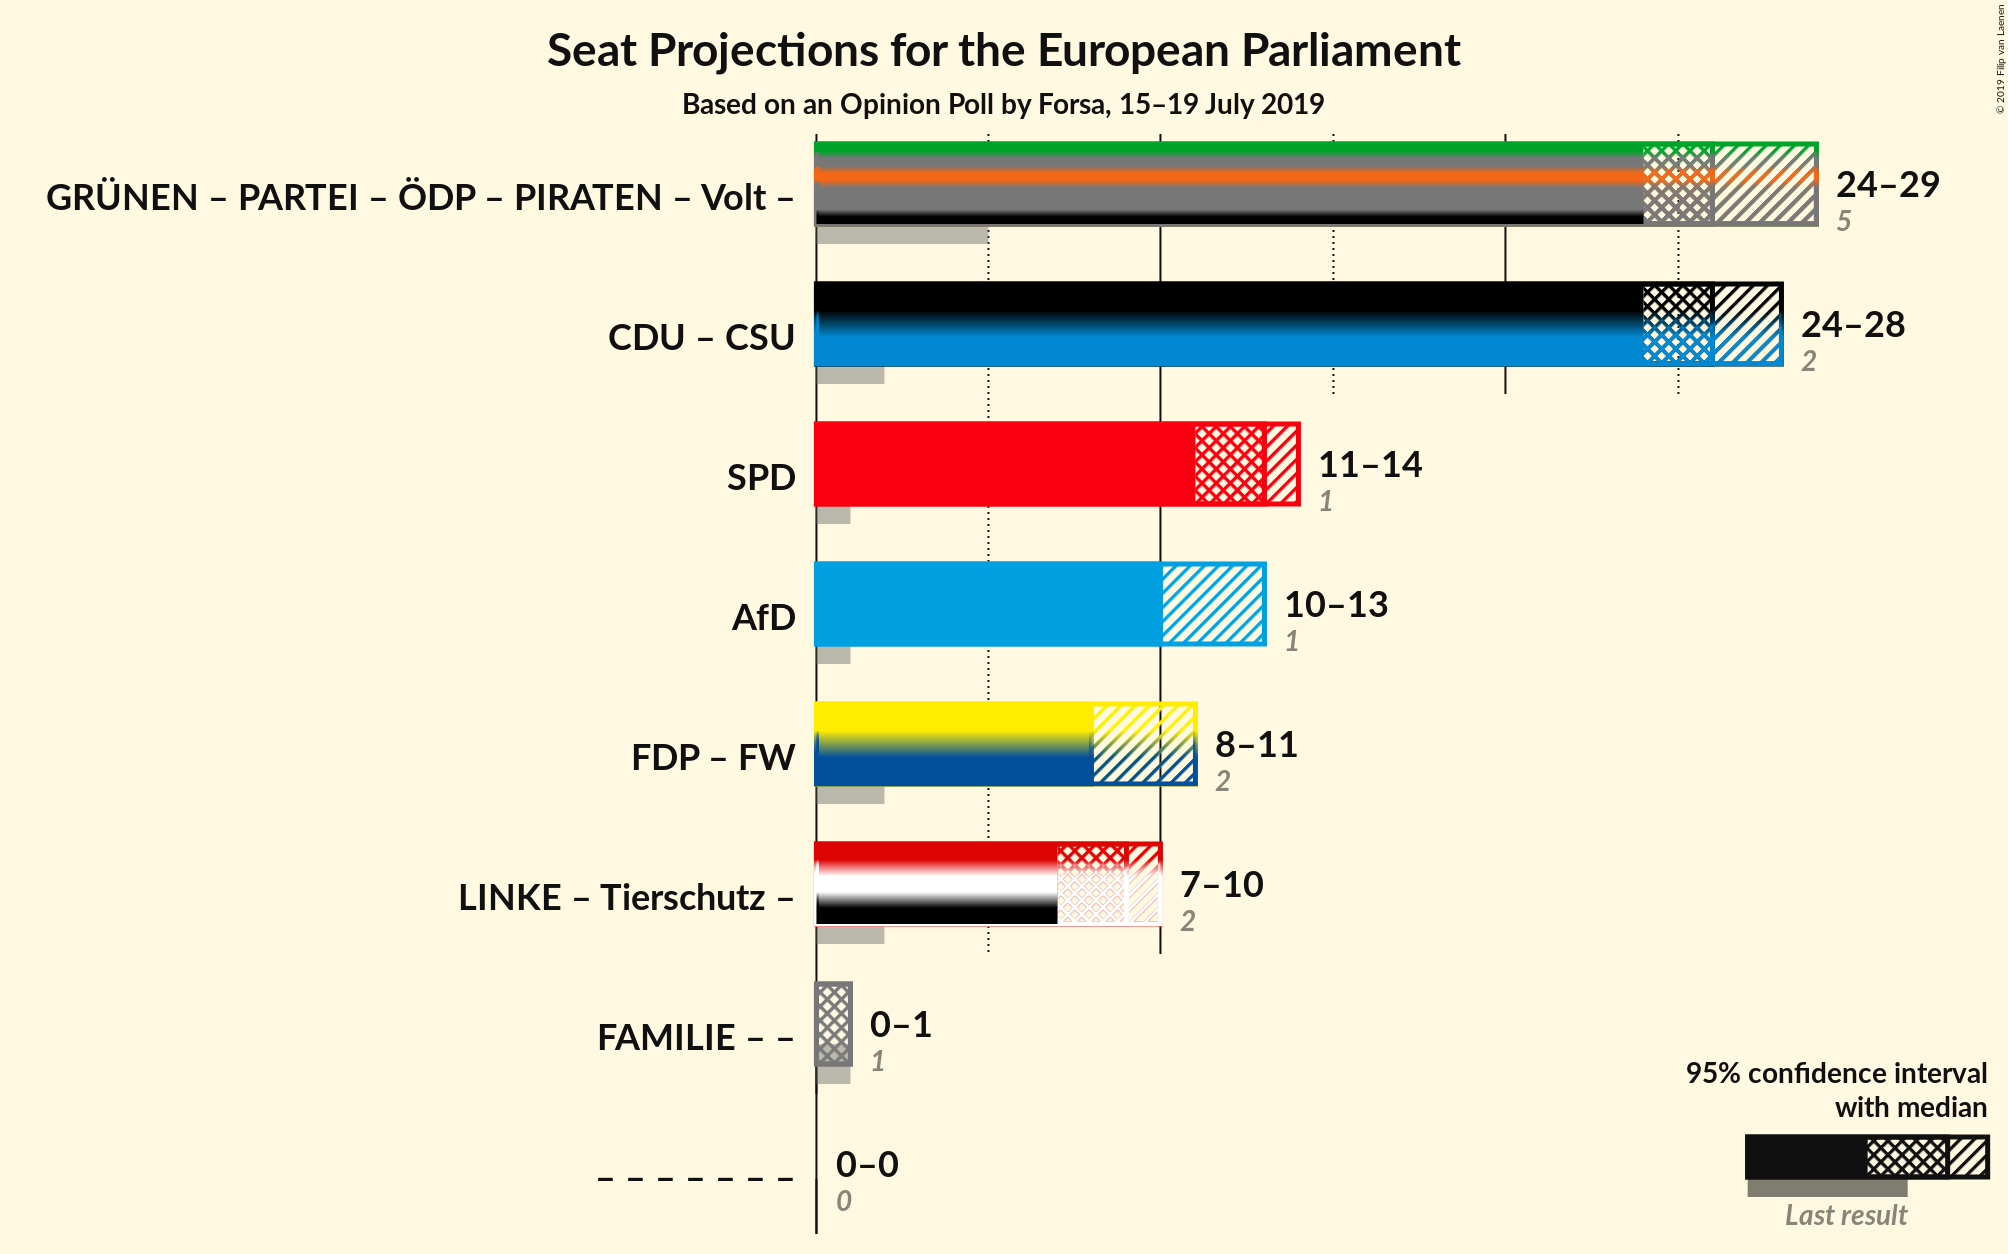 Seat Projections for the European Parliament
Based on an Opinion Poll by Forsa, 15–19 July 2019
© 2019 Filip van Laenen
GRÜNEN – PARTEI – ÖDP – PIRATEN – Volt –
24–29
5
CDU – CSU
24–28
2
SPD
11–14
1
AfD
10–13
1
FDP – FW
8–11
2
LINKE – Tierschutz –
7–10
2
FAMILIE – –
0–1
1
– – – – – – –
0–0
0
95% confidence interval
with median
Last result